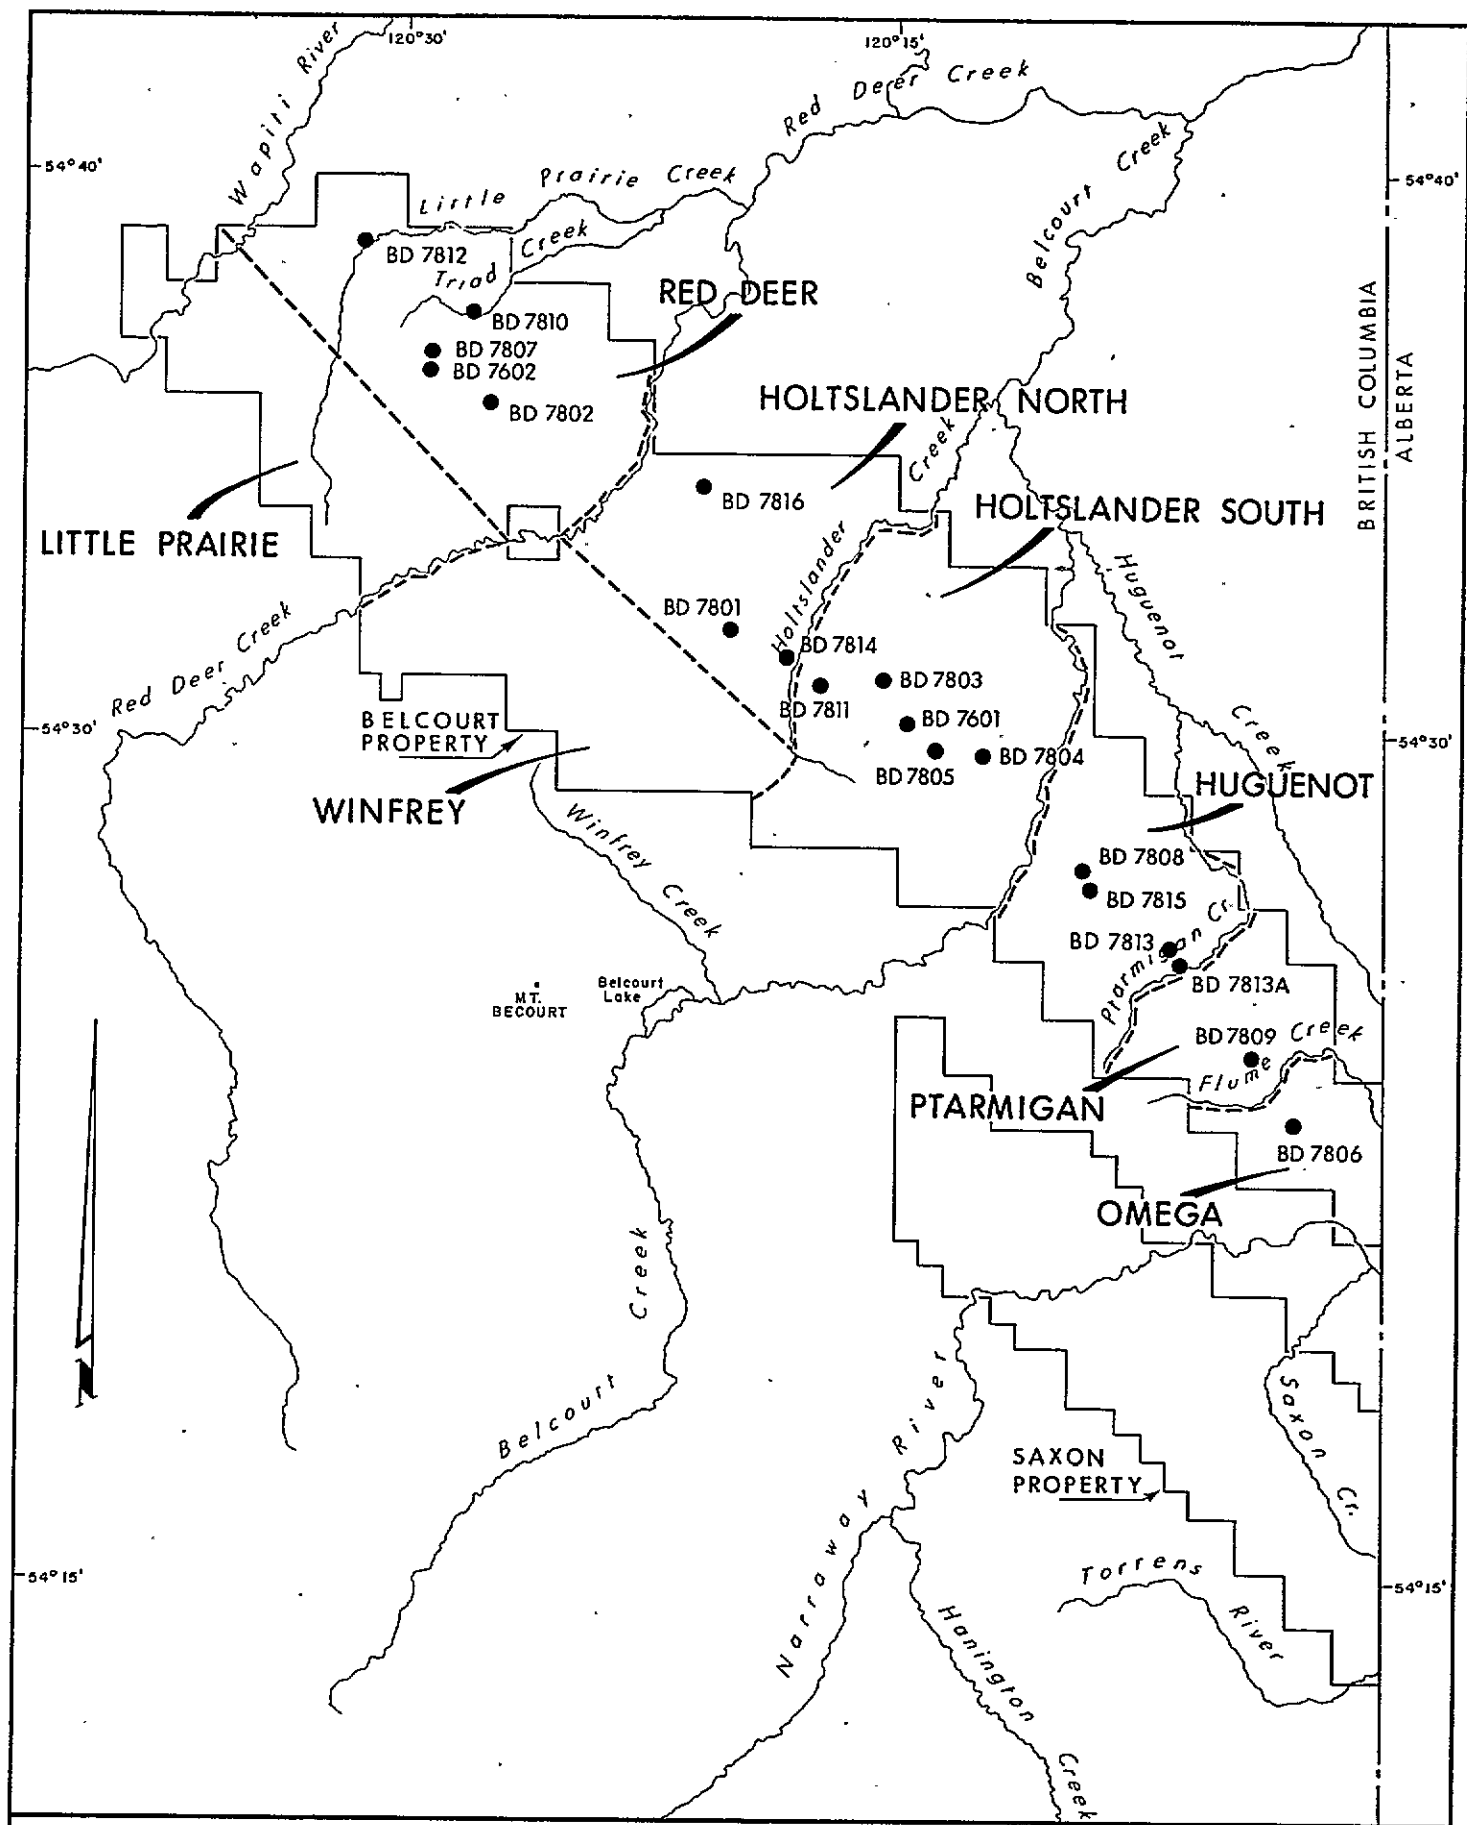 120°30'
120°15'
Wapiti River
Red Deer Creek
54°40'
54°40'
Little Prairie Creek
Belcourt Creek
BD 7812
Triad Creek
RED DEER
BD 7810
BD 7807
BD 7602
BD 7802
BRITISH COLUMBIA
ALBERTA
HOLTSLANDER NORTH
BD 7816
Holtslander Creek
HOLTSLANDER SOUTH
LITTLE PRAIRIE
Huguenot Creek
BD 7801
BD 7814
BD 7803
BD 7811
BD 7601
BD 7804
BD 7805
Red Deer Creek
BELCOURT
PROPERTY
54°30'
54°30'
WINFREY
HUGUENOT
Winfrey Creek
BD 7808
BD 7815
BD 7813
Ptarmigan Cr.
BD 7813A
MT.
BECOURT
Belcourt
Lake
BD 7809
Flume Creek
PTARMIGAN
BD 7806
OMEGA
Belcourt Creek
N
Narraway River
SAXON
PROPERTY
Saxon Cr.
54°15'
54°15'
Torrens River
Hanington Creek